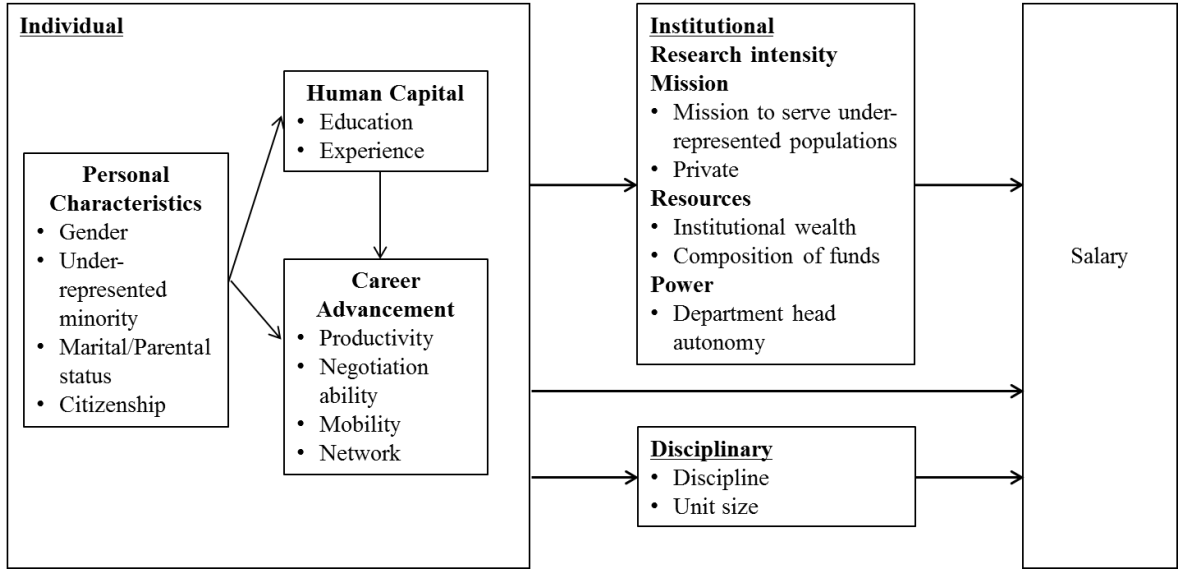 Individual
Personal
Characteristics
• Gender
• Under-
represented
minority
• Marital/Parental
status
• Citizenship
Human Capital
• Education
• Experience
Career
Advancement
• Productivity
• Negotiation
ability
• Mobility
• Network
Institutional
Research intensity
Mission
• Mission to serve under-
represented populations
• Private
Resources
• Institutional wealth
• Composition of funds
Power
• Department head
autonomy
Disciplinary
• Discipline
• Unit size
Salary